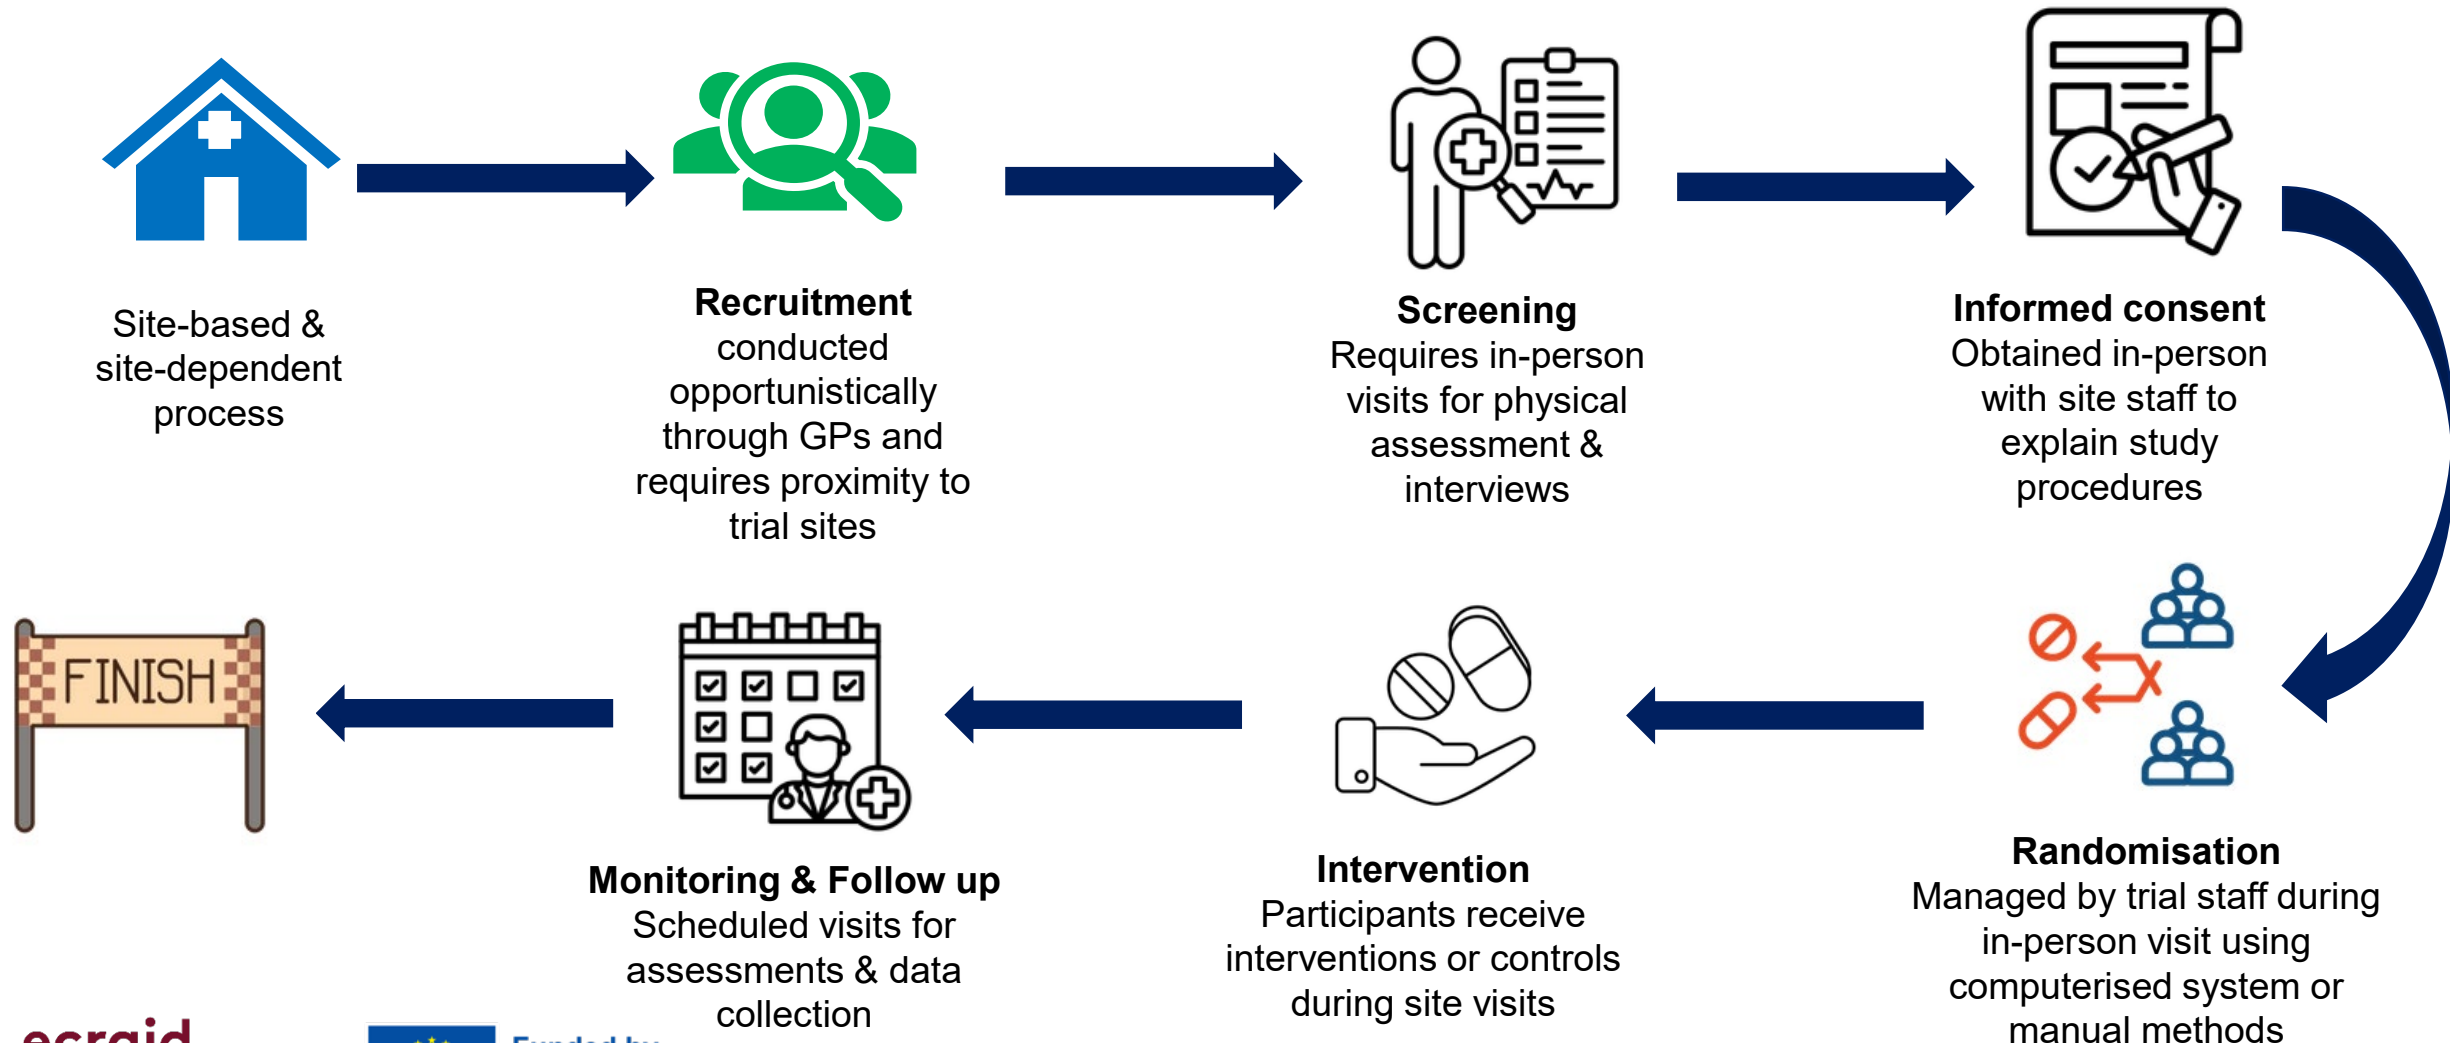 Site-based &
site-dependent
process
Recruitment
conducted
opportunistically
through GPs and
requires proximity to
trial sites
Screening
Requires in-person
visits for physical
assessment &
interviews
Informed consent
Obtained in-person
with site staff to
explain study
procedures
Randomisation
Managed by trial staff during
in-person visit using
computerised system or
manual methods
Intervention
Participants receive
interventions or controls
during site visits
Monitoring & Follow up
Scheduled visits for
assessments & data
collection
FINISH
ecraid
Funded by